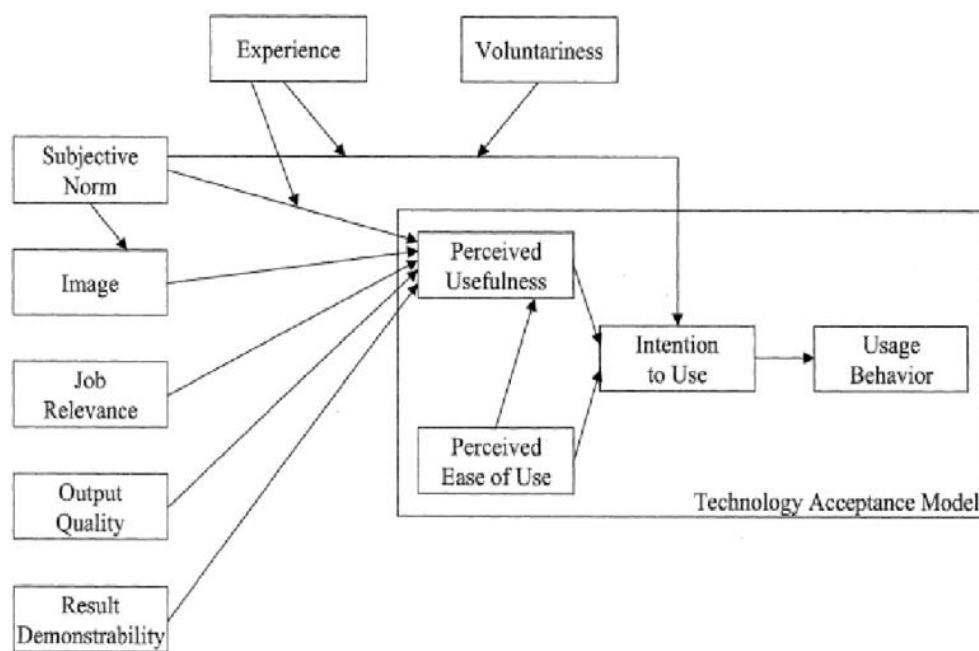 Experience
Voluntariness
Subjective
Norm
Image
Job
Relevance
Output
Quality
Result
Demonstrability
Perceived
Usefulness
Perceived
Ease of Use
Intention
to Use
Usage
Behavior
Technology Acceptance Model